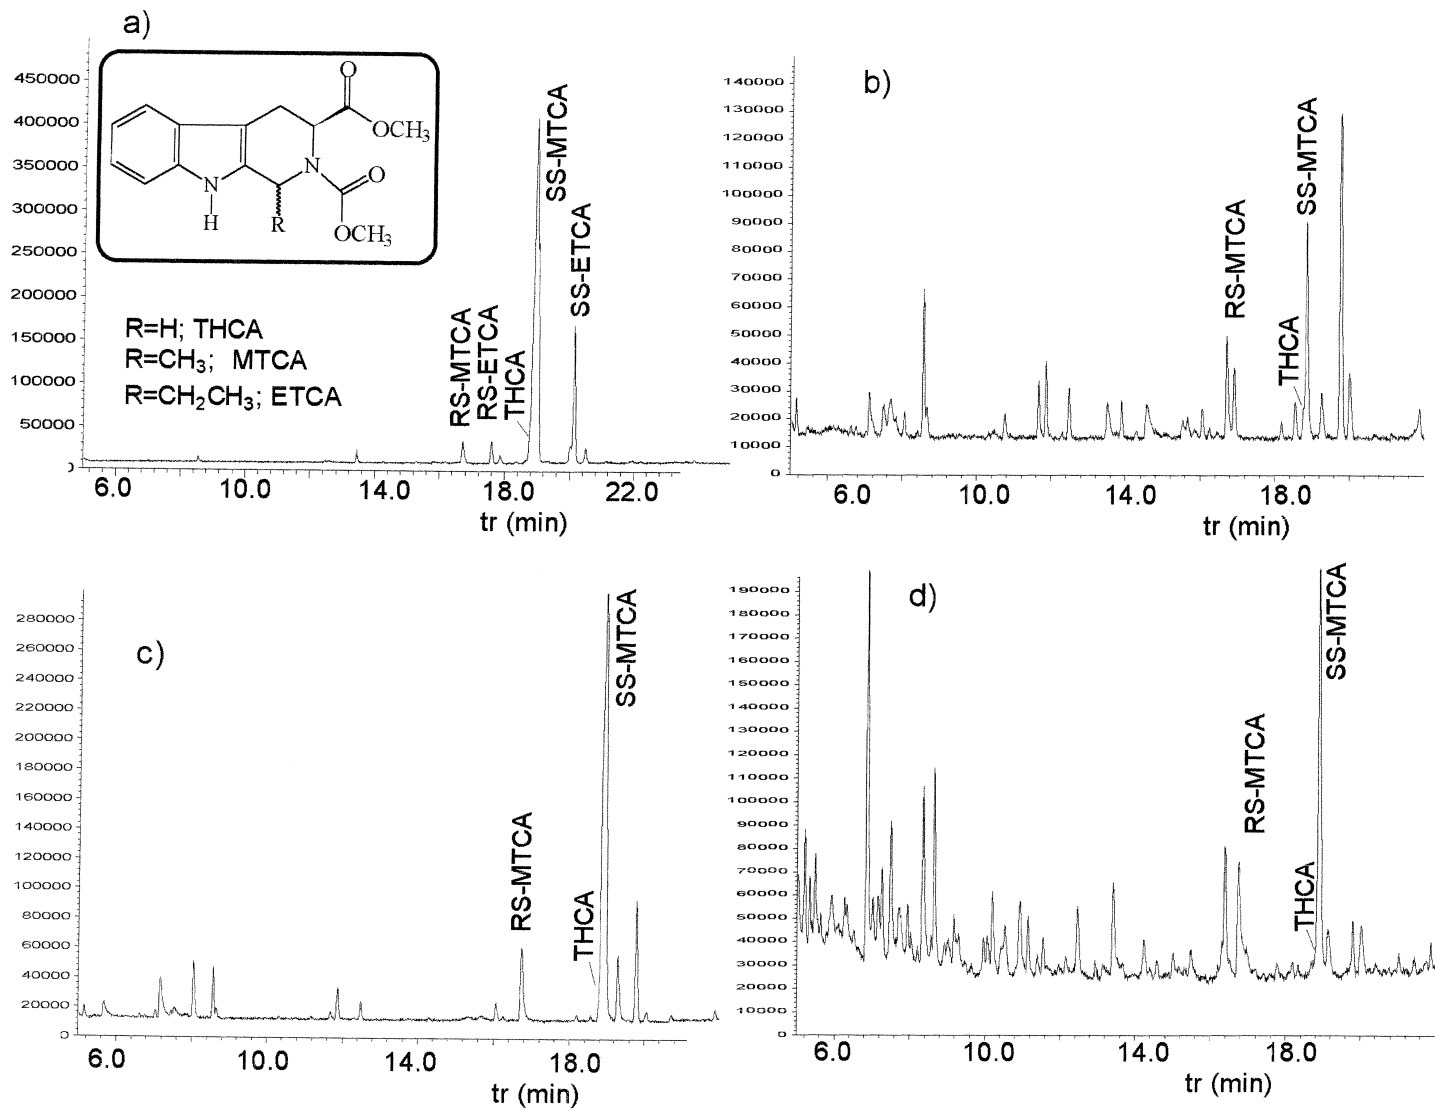 a)
450000
400000
350000
300000
250000
200000
150000
100000
50000
0
O
OCH3
N
O
N
H
R
OCH3
R=H; THCA
R=CH3; MTCA
R=CH2CH3; ETCA
RS-MTCA
RS-ETCA
THCA
SS-MTCA
SS-ETCA
6.0 10.0 14.0 18.0 22.0
tr (min)
b)
140000
130000
120000
110000
100000
90000
80000
70000
60000
50000
40000
30000
20000
10000
0
RS-MTCA
THCA
SS-MTCA
6.0 10.0 14.0 18.0
tr (min)
c)
280000
260000
240000
220000
200000
180000
160000
140000
120000
100000
80000
60000
40000
20000
0
RS-MTCA
THCA
SS-MTCA
6.0 10.0 14.0 18.0
tr (min)
d)
190000
180000
170000
160000
150000
140000
130000
120000
110000
100000
90000
80000
70000
60000
50000
40000
30000
20000
10000
0
RS-MTCA
THCA
SS-MTCA
6.0 10.0 14.0 18.0
tr (min)